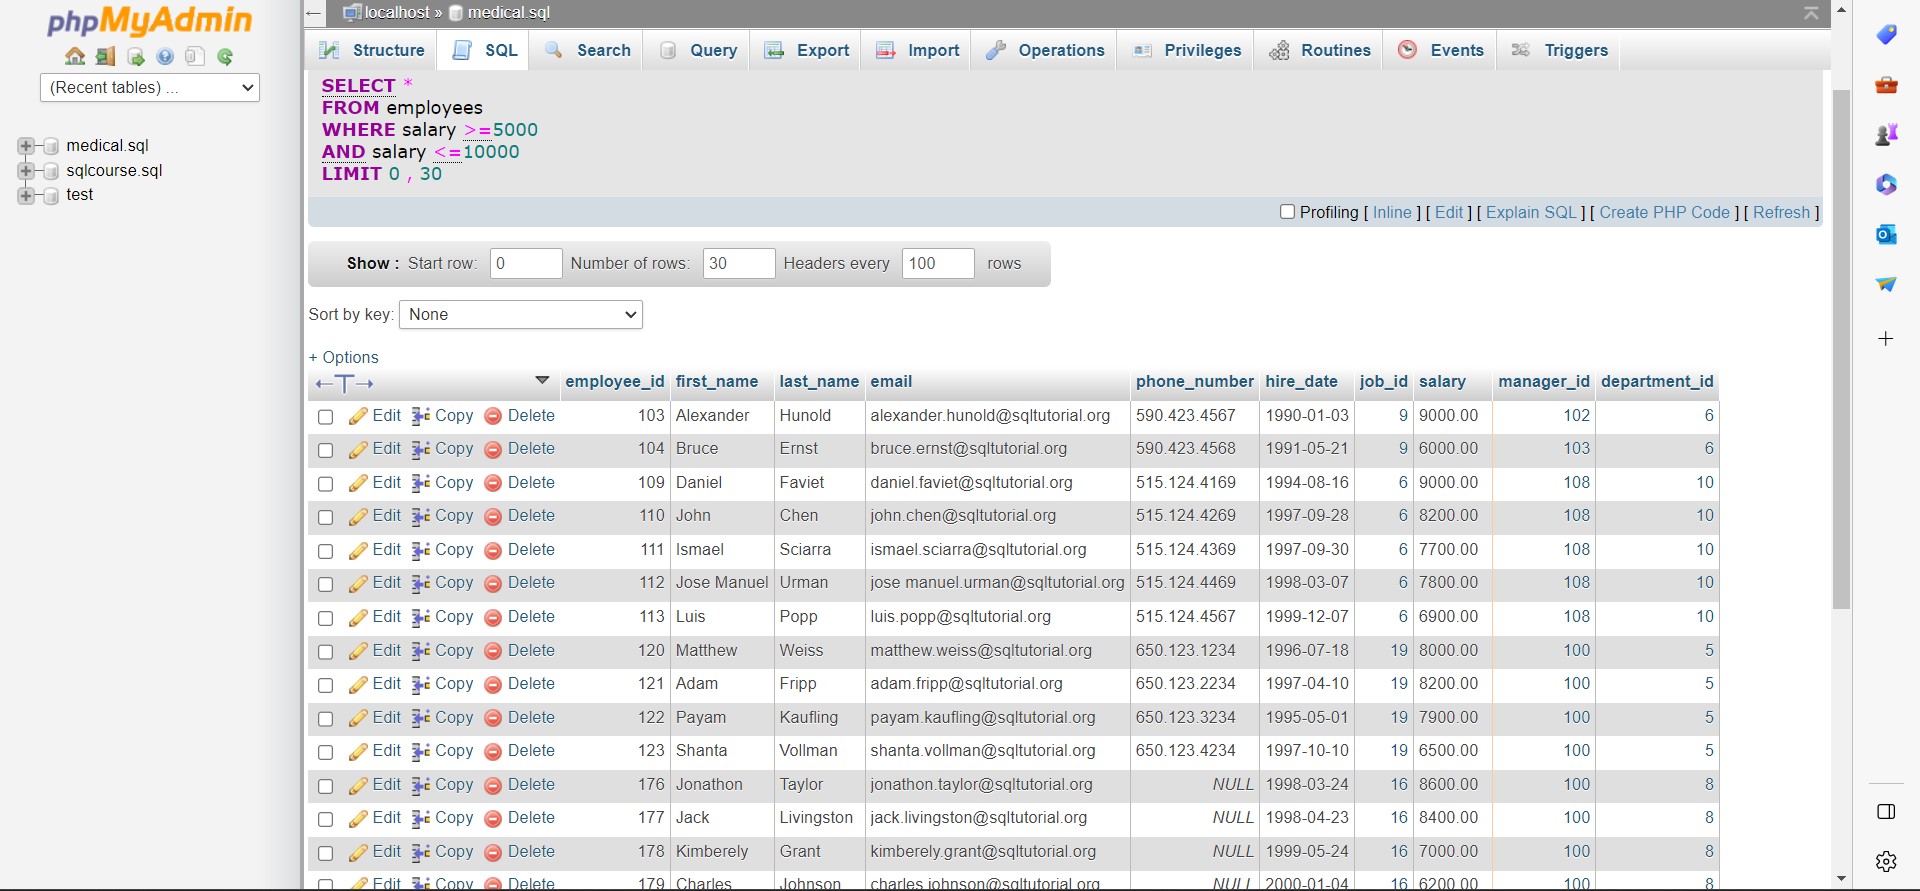 phpMyAdmin
(Recent tables) ...
medical.sql
sqlcourse.sql
test
← localhost » medical.sql
Structure SQL Search Query Export Import Operations Privileges Routines Events Triggers
SELECT *
FROM employees
WHERE salary >=5000
AND salary <=10000
LIMIT 0 , 30
Profiling [ Inline ] [ Edit ] [ Explain SQL ] [ Create PHP Code ] [ Refresh ]
Show : Start row: 0 Number of rows: 30 Headers every 100 rows
Sort by key: None
+ Options
←T→ employee_id first_name last_name email phone_number hire_date job_id salary manager_id department_id
Edit Copy Delete 103 Alexander Hunold alexander.hunold@sqltutorial.org 590.423.4567 1990-01-03 9 9000.00 102 6
Edit Copy Delete 104 Bruce Ernst bruce.ernst@sqltutorial.org 590.423.4568 1991-05-21 9 6000.00 103 6
Edit Copy Delete 109 Daniel Faviet daniel.faviet@sqltutorial.org 515.124.4169 1994-08-16 6 9000.00 108 10
Edit Copy Delete 110 John Chen john.chen@sqltutorial.org 515.124.4269 1997-09-28 6 8200.00 108 10
Edit Copy Delete 111 Ismael Sciarra ismael.sciarra@sqltutorial.org 515.124.4369 1997-09-30 6 7700.00 108 10
Edit Copy Delete 112 Jose Manuel Urman jose manuel.urman@sqltutorial.org 515.124.4469 1998-03-07 6 7800.00 108 10
Edit Copy Delete 113 Luis Popp luis.popp@sqltutorial.org 515.124.4567 1999-12-07 6 6900.00 108 10
Edit Copy Delete 120 Matthew Weiss matthew.weiss@sqltutorial.org 650.123.1234 1996-07-18 19 8000.00 100 5
Edit Copy Delete 121 Adam Fripp adam.fripp@sqltutorial.org 650.123.2234 1997-04-10 19 8200.00 100 5
Edit Copy Delete 122 Payam Kaufling payam.kaufling@sqltutorial.org 650.123.3234 1995-05-01 19 7900.00 100 5
Edit Copy Delete 123 Shanta Vollman shanta.vollman@sqltutorial.org 650.123.4234 1997-10-10 19 6500.00 100 5
Edit Copy Delete 176 Jonathon Taylor jonathon.taylor@sqltutorial.org NULL 1998-03-24 16 8600.00 100 8
Edit Copy Delete 177 Jack Livingston jack.livingston@sqltutorial.org NULL 1998-04-23 16 8400.00 100 8
Edit Copy Delete 178 Kimberely Grant kimberely.grant@sqltutorial.org NULL 1999-05-24 16 7000.00 100 8
Edit Copy Delete 179 Charles Johnson charles.johnson@sqltutorial.org NULL 2000-01-04 16 6200.00 100 8